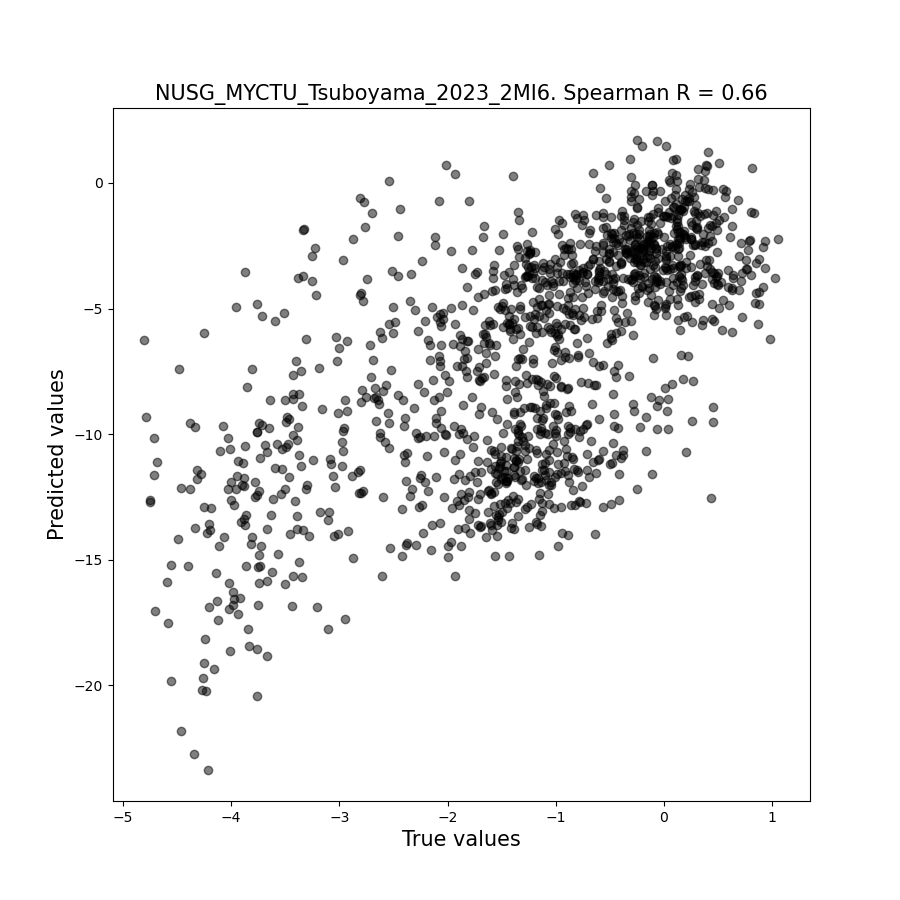 NUSG_MYCTU_Tsuboyama_2023_2MI6. Spearman R = 0.66
0
−5
−10
−15
−20
Predicted values
−5 −4 −3 −2 −1 0 1
True values